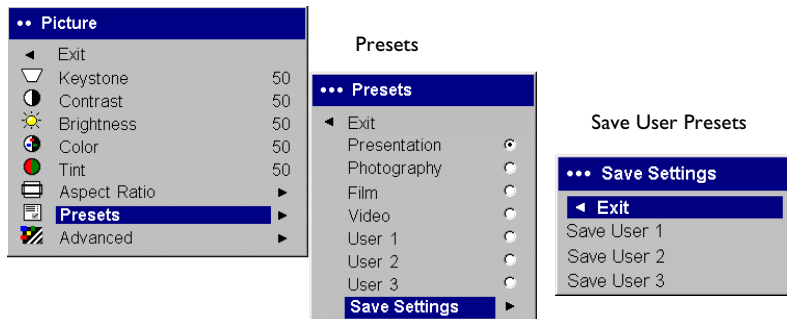 •• Picture
Exit
Keystone 50
Contrast 50
Brightness 50
Color 50
Tint 50
Aspect Ratio
Presets
Advanced
Presets
••• Presets
Exit
Presentation
Photography
Film
Video
User 1
User 2
User 3
Save Settings
Save User Presets
••• Save Settings
Exit
Save User 1
Save User 2
Save User 3